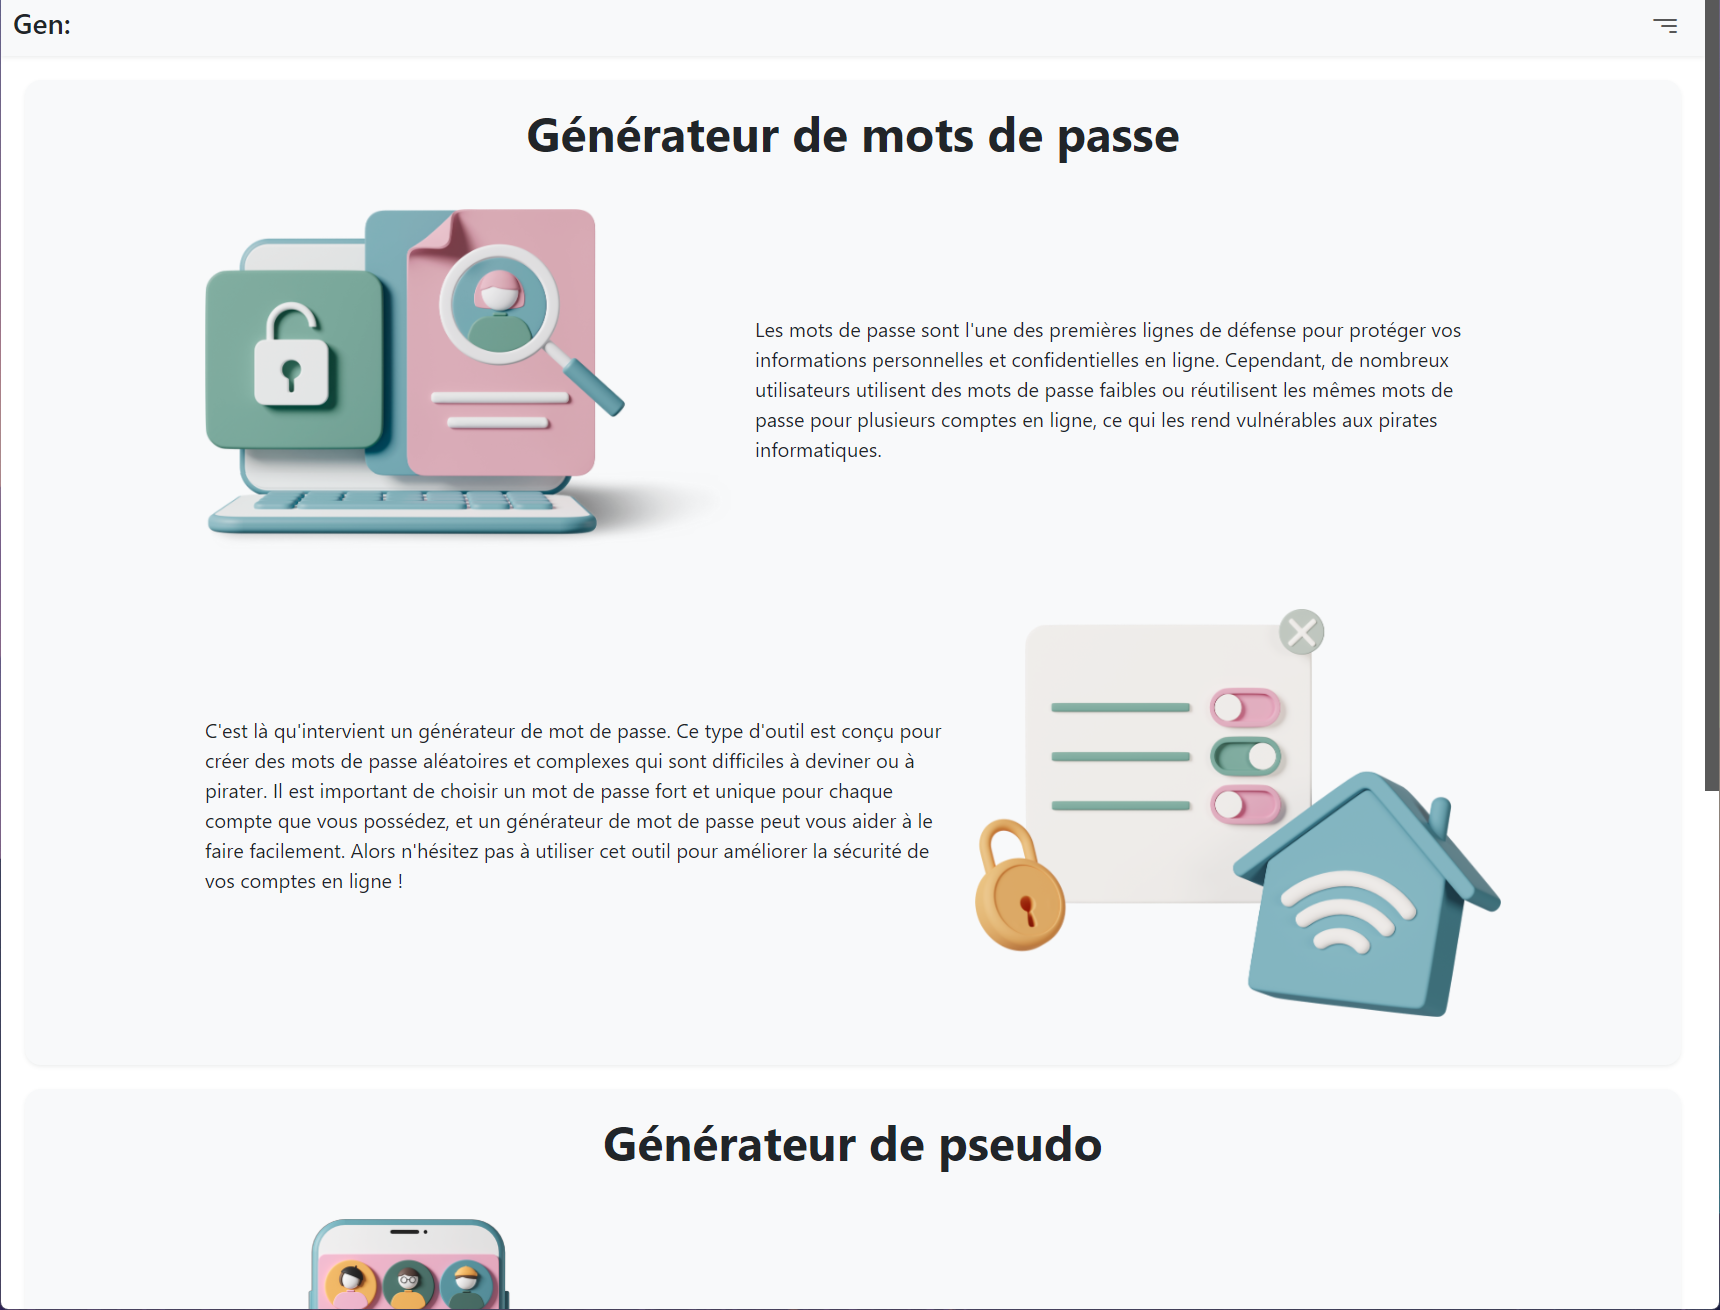 Gen:
Générateur de mots de passe
Les mots de passe sont l'une des premières lignes de défense pour protéger vos
informations personnelles et confidentielles en ligne. Cependant, de nombreux
utilisateurs utilisent des mots de passe faibles ou réutilisent les mêmes mots de
passe pour plusieurs comptes en ligne, ce qui les rend vulnérables aux pirates
informatiques.
C'est là qu'intervient un générateur de mot de passe. Ce type d'outil est conçu pour
créer des mots de passe aléatoires et complexes qui sont difficiles à deviner ou à
pirater. Il est important de choisir un mot de passe fort et unique pour chaque
compte que vous possédez, et un générateur de mot de passe peut vous aider à le
faire facilement. Alors n'hésitez pas à utiliser cet outil pour améliorer la sécurité de
vos comptes en ligne !
Générateur de pseudo